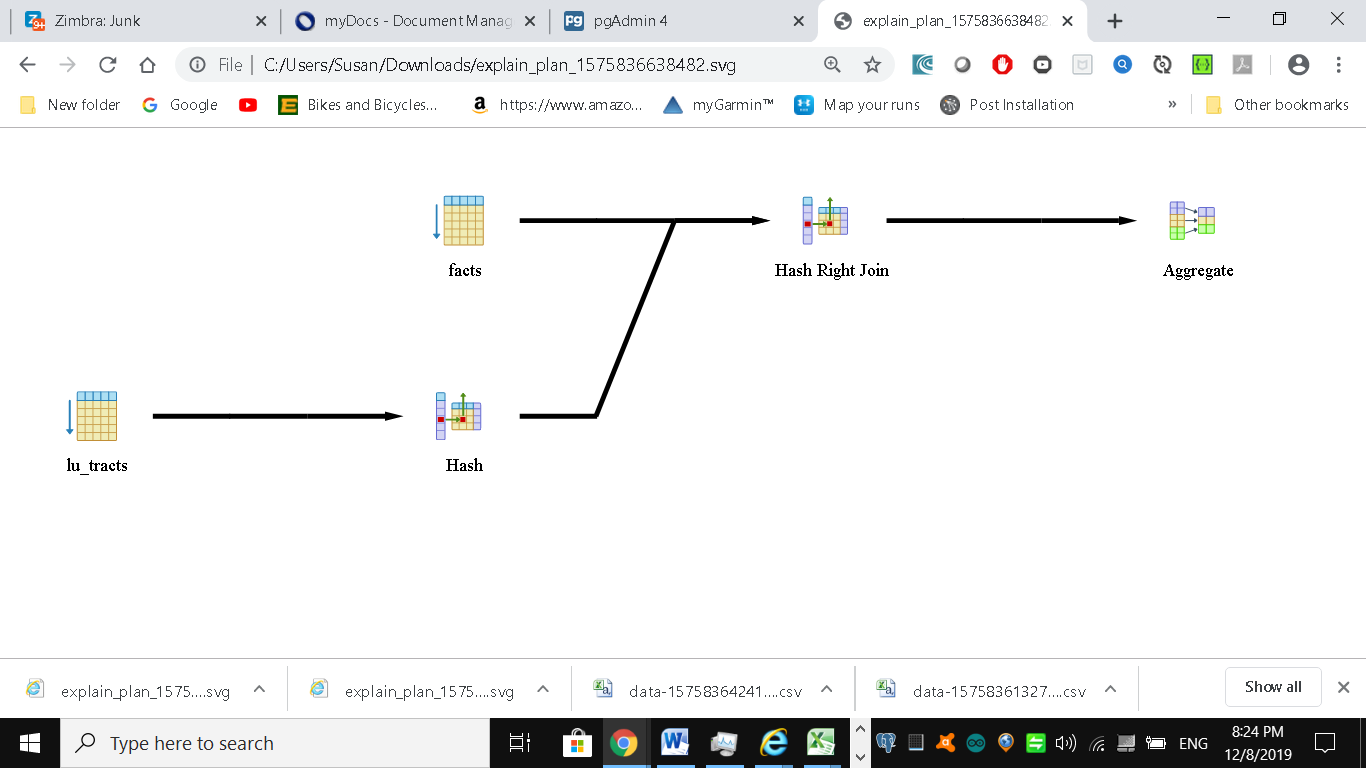 Zimbra: Junk
myDocs - Document Manag
pgAdmin 4
explain_plan_1575836638482
File
C:/Users/Susan/Downloads/explain_plan_1575836638482.svg
New folder
Google
Bikes and Bicycles...
https://www.amazo...
myGarmin™
Map your runs
Post Installation
»
Other bookmarks
facts
Hash Right Join
Aggregate
lu_tracts
Hash
explain_plan_1575....svg
explain_plan_1575....svg
data-15758364241....csv
data-15758361327....csv
Show all
Type here to search
ENG
8:24 PM
12/8/2019